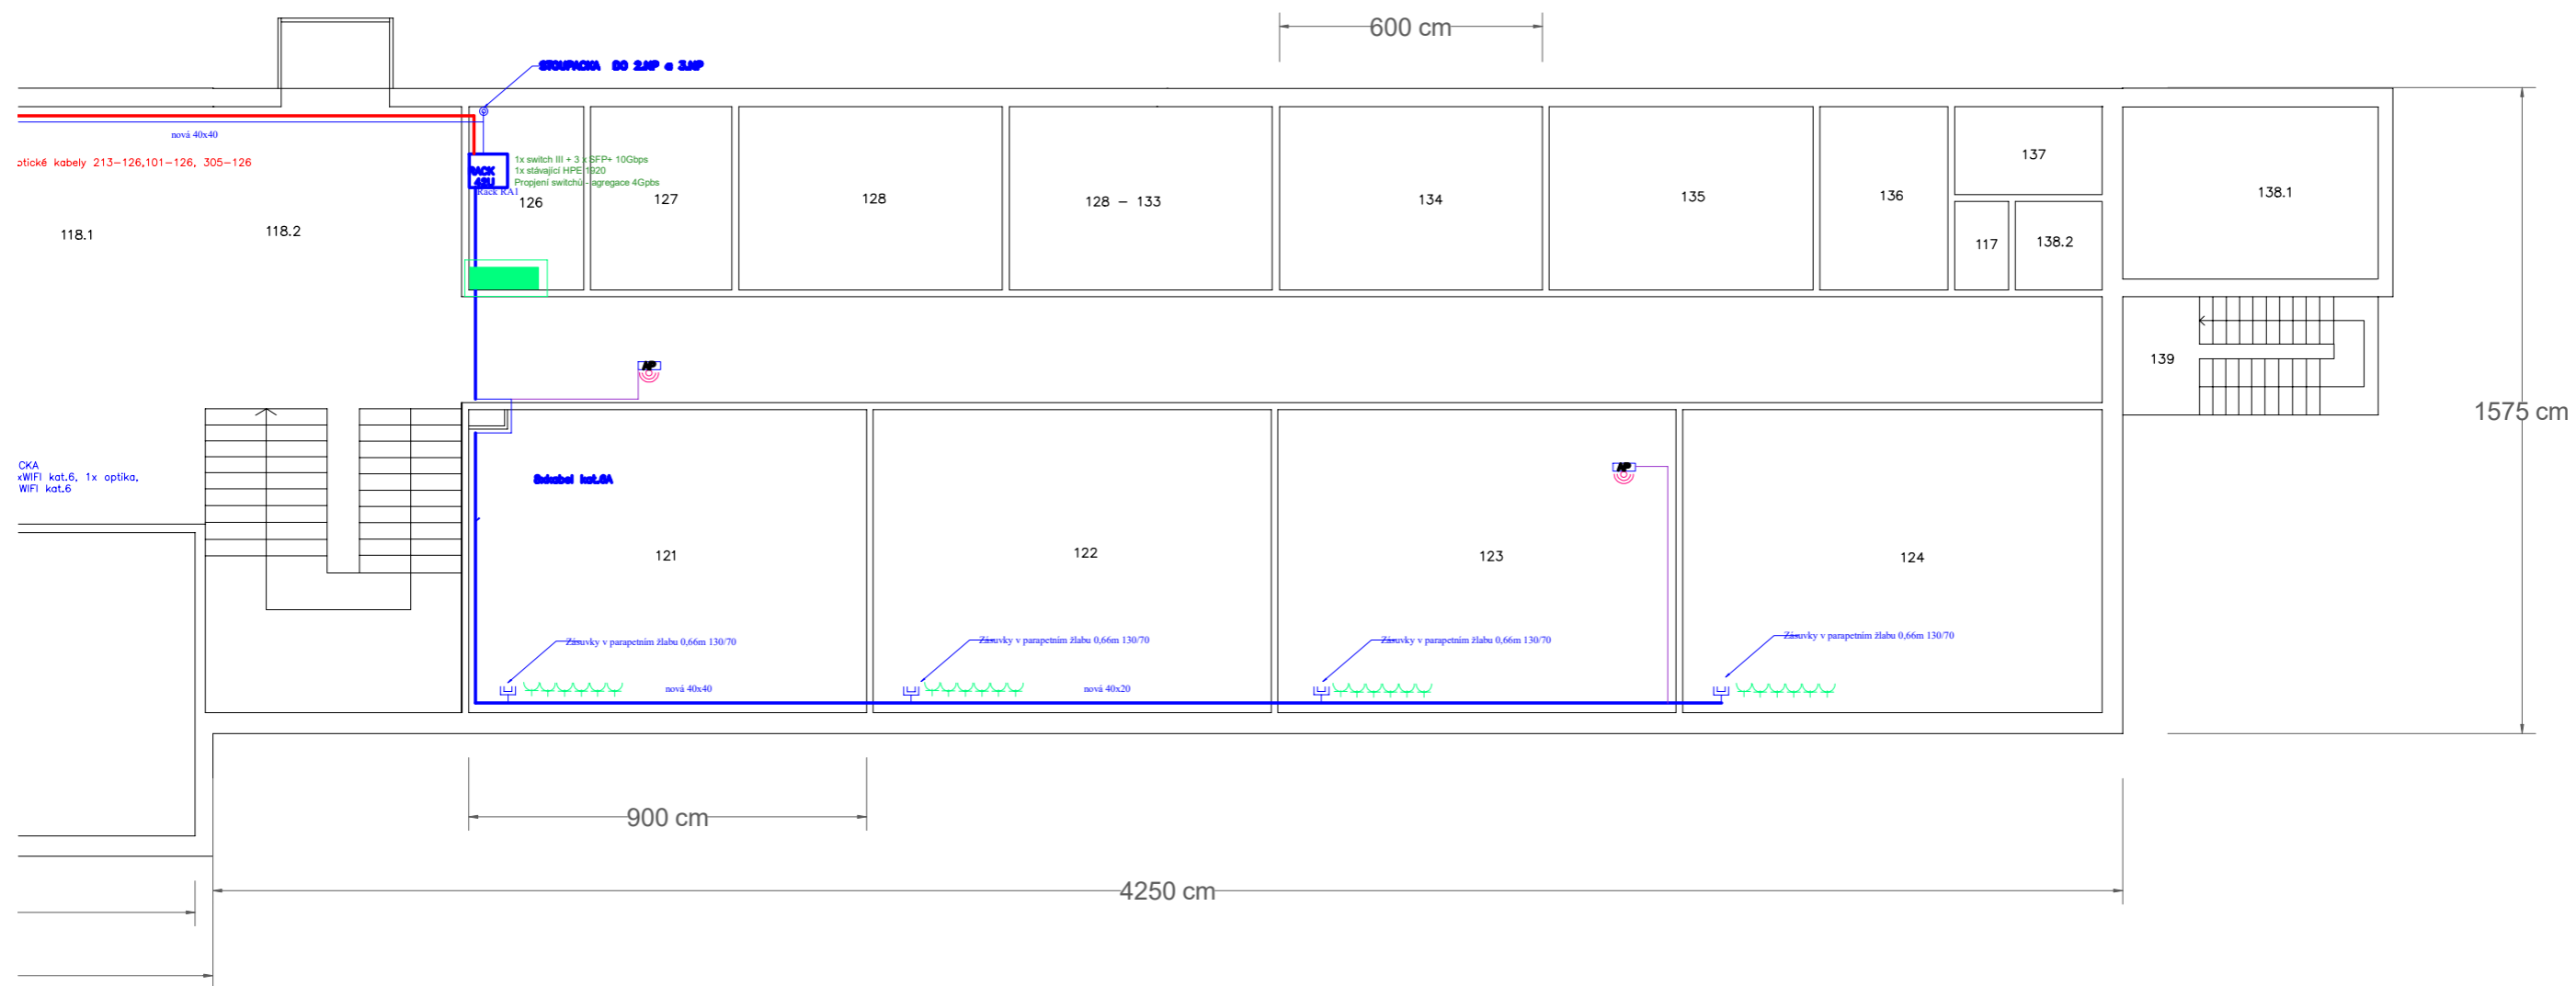 600 cm
STOUPACKA DO 2.NP a 3.NP
nová 40x40
otické kabely 213-126,101-126, 305-126
1x switch III + 3 x SFP+ 10Gbps
1x stávající HPE 1920
Propjení switchů - agregace 4Gpbs
RACK
42U
Rack RA1
126
127
128
128 - 133
134
135
136
137
117
138.2
138.1
118.1
118.2
139
AP
1575 cm
CKA
xWIFI kat.6, 1x optika,
WIFI kat.6
AP
121
122
123
124
Zásuvky v parapetním žlabu 0,66m 130/70
Zásuvky v parapetním žlabu 0,66m 130/70
Zásuvky v parapetním žlabu 0,66m 130/70
Zásuvky v parapetním žlabu 0,66m 130/70
nová 40x40
nová 40x20
900 cm
4250 cm